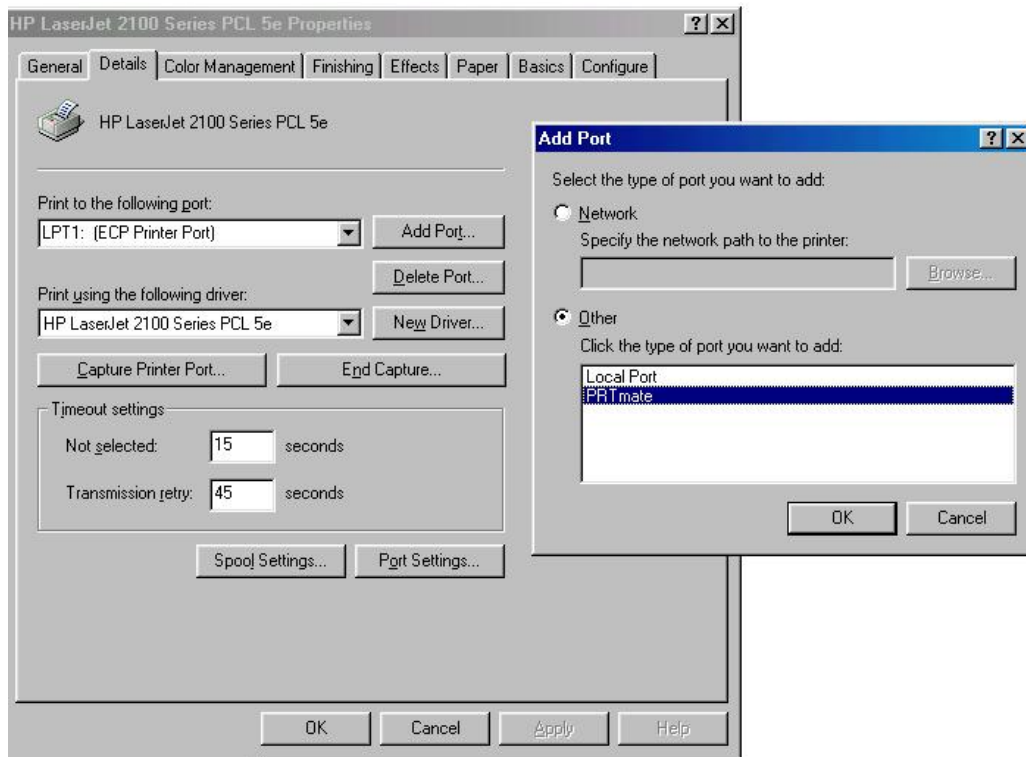 HP LaserJet 2100 Series PCL 5e Properties
General Details Color Management Finishing Effects Paper Basics Configure
HP LaserJet 2100 Series PCL 5e
Print to the following port:
LPT1: (ECP Printer Port) Add Port...
Delete Port...
Print using the following driver:
HP LaserJet 2100 Series PCL 5e New Driver...
Capture Printer Port... End Capture...
Timeout settings
Not selected: 15 seconds
Transmission retry: 45 seconds
Spool Settings... Port Settings...
OK Cancel Apply Help
Add Port
Select the type of port you want to add:
Network
Specify the network path to the printer:
Browse...
Other
Click the type of port you want to add:
Local Port
PRTmate
OK Cancel